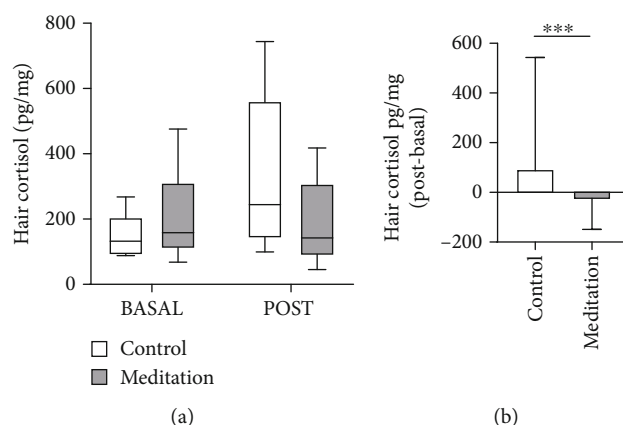 Hair cortisol (pg/mg)
800
600
400
200
0
BASAL POST
Control
Meditation
(a)
Hair cortisol pg/mg
(post-basal)
***
600
400
200
0
−200
Control
Meditation
(b)